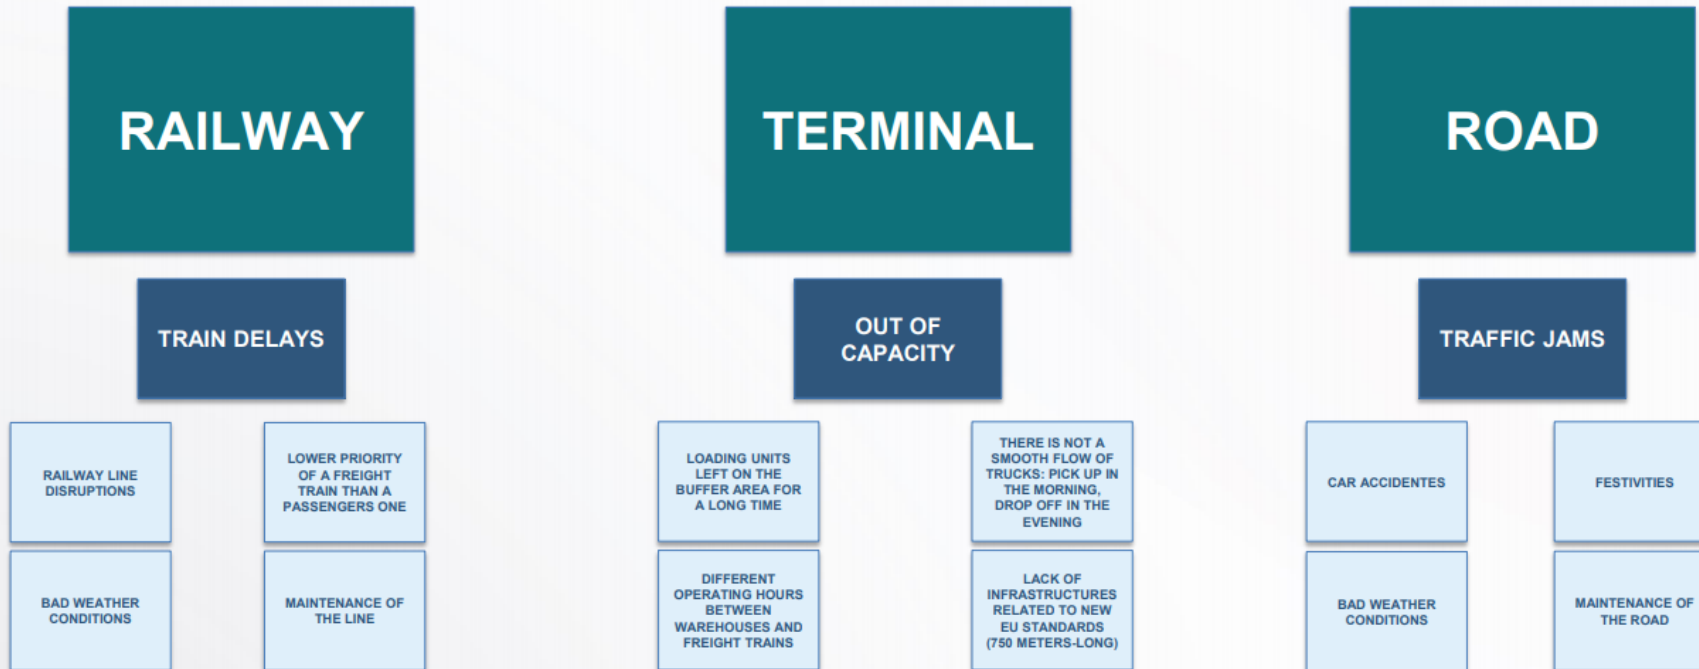 RAILWAY
TRAIN DELAYS
RAILWAY LINE
DISRUPTIONS
LOWER PRIORITY
OF A FREIGHT
TRAIN THAN A
PASSENGERS ONE
BAD WEATHER
CONDITIONS
MAINTENANCE OF
THE LINE
TERMINAL
OUT OF
CAPACITY
LOADING UNITS
LEFT ON THE
BUFFER AREA FOR
A LONG TIME
THERE IS NOT A
SMOOTH FLOW OF
TRUCKS: PICK UP IN
THE MORNING,
DROP OFF IN THE
EVENING
DIFFERENT
OPERATING HOURS
BETWEEN
WAREHOUSES AND
FREIGHT TRAINS
LACK OF
INFRASTRUCTURES
RELATED TO NEW
EU STANDARDS
(750 METERS-LONG)
ROAD
TRAFFIC JAMS
CAR ACCIDENTES
FESTIVITIES
BAD WEATHER
CONDITIONS
MAINTENANCE OF
THE ROAD